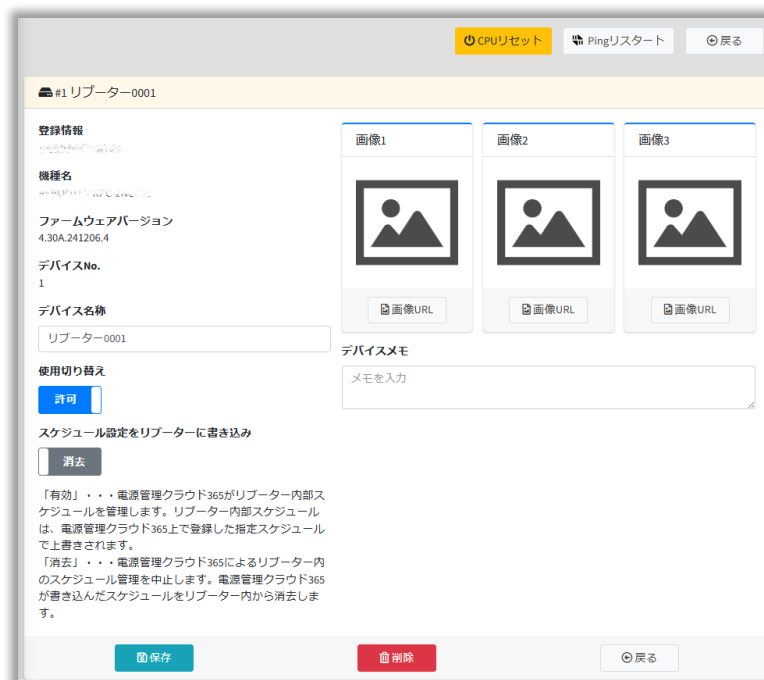 CPUリセット
Pingリスタート
戻る
#1 リブーター0001
登録情報
機種名
ファームウェアバージョン
4.30A.241206.4
デバイスNo.
1
デバイス名称
リブーター0001
使用切り替え
許可
スケジュール設定をリブーターに書き込み
消去
「有効」・・・電源管理クラウド365がリブーター内部ス
ケジュールを管理します。リブーター内部スケジュール
は、電源管理クラウド365上で登録した指定スケジュール
で上書きされます。
「消去」・・・電源管理クラウド365によるリブーター内
のスケジュール管理を中止します。電源管理クラウド365
が書き込んだスケジュールをリブーター内から消去しま
す。
画像1
画像2
画像3
画像URL
画像URL
画像URL
デバイスメモ
メモを入力
保存
削除
戻る